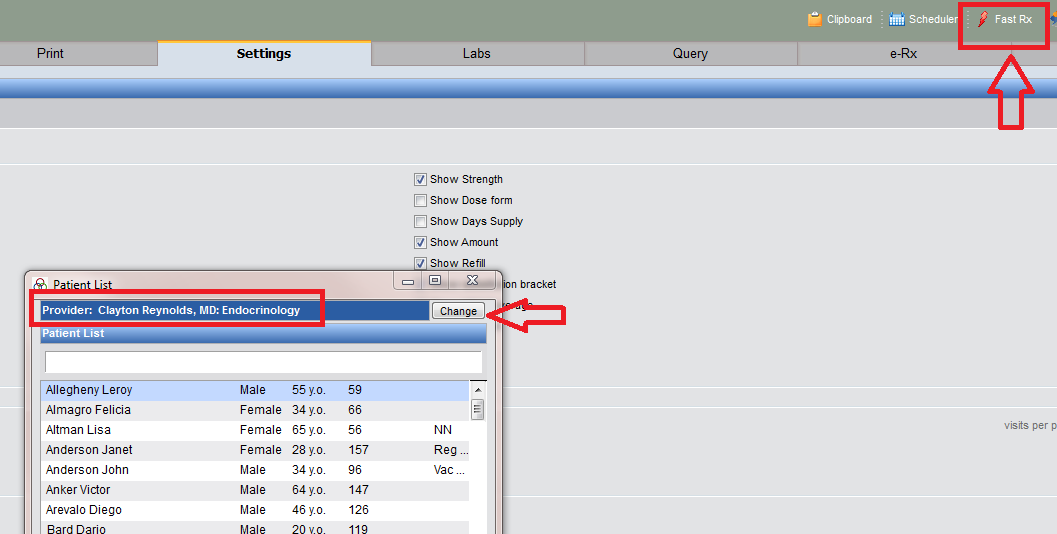 Clipboard Scheduler Fast Rx
Print Settings Labs Query e-Rx
Show Strength
Show Dose form
Show Days Supply
Show Amount
Show Refill
bracket
Patient List
Provider: Clayton Reynolds, MD: Endocrinology Change
Patient List
Allegheny Leroy Male 55 y.o. 59
Almagro Felicia Female 34 y.o. 66
Altman Lisa Female 65 y.o. 56 NN
Anderson Janet Female 28 y.o. 157 Reg ...
Anderson John Male 34 y.o. 96 Vac ...
Anker Victor Male 64 y.o. 147
Arevalo Diego Male 46 y.o. 126
Bard Dario Male 20 y.o. 119
visits per p